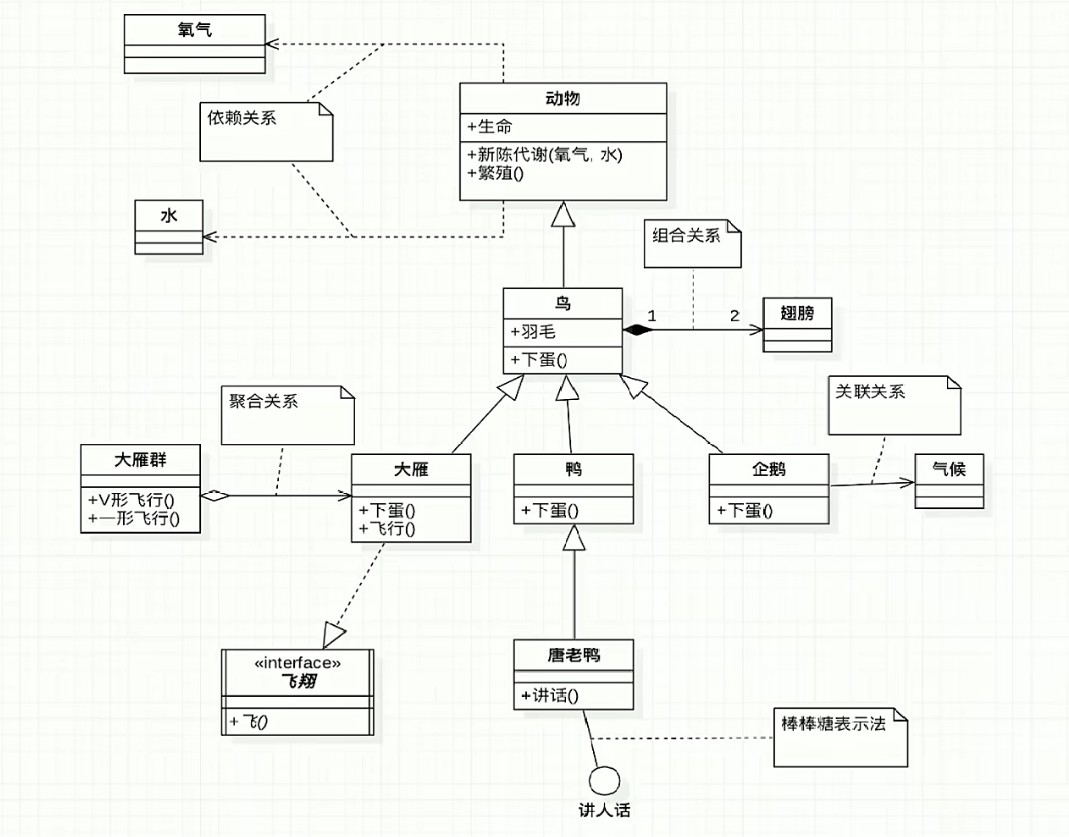 氧气
依赖关系
动物
+生命
+新陈代谢(氧气, 水)
+繁殖()
水
组合关系
鸟
+羽毛
+下蛋()
1
2
翅膀
聚合关系
关联关系
大雁群
+V形飞行()
+一形飞行()
大雁
+下蛋()
+飞行()
鸭
+下蛋()
企鹅
+下蛋()
气候
«interface»
飞翔
+飞()
唐老鸭
+讲话()
棒棒糖表示法
讲人话